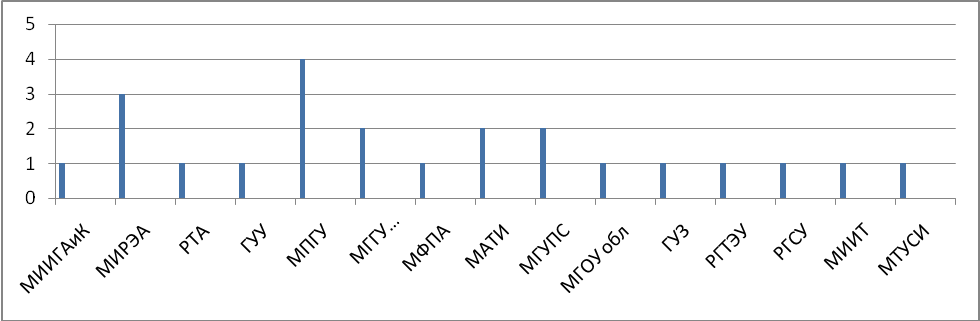 5
4
3
2
1
0
МИИГАиК
МИРЭА
РТА
ГУУ
МПГУ
МГГУ...
МФПА
МАТИ
МГУПС
МГОУ обл
ГУЗ
РГТЭУ
РГСУ
МИИТ
МТУСИ